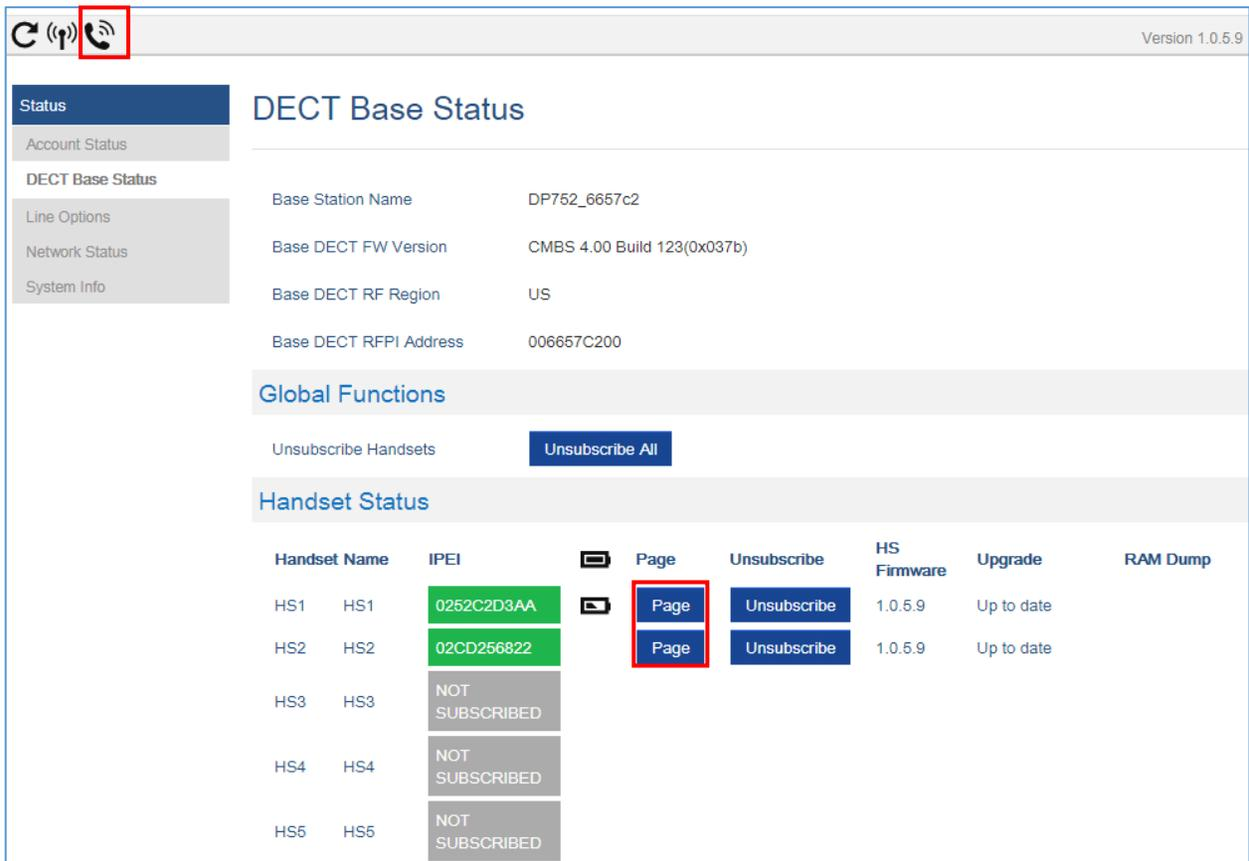 Version 1.0.5.9
Status
Account Status
DECT Base Status
Line Options
Network Status
System Info
DECT Base Status
Base Station Name DP752_6657c2
Base DECT FW Version CMBS 4.00 Build 123(0x037b)
Base DECT RF Region US
Base DECT RFPI Address 006657C200
Global Functions
Unsubscribe Handsets Unsubscribe All
Handset Status
Handset Name IPEI Page Unsubscribe HS Firmware Upgrade RAM Dump
HS1 HS1 0252C2D3AA Page Unsubscribe 1.0.5.9 Up to date
HS2 HS2 02CD256822 Page Unsubscribe 1.0.5.9 Up to date
HS3 HS3 NOT SUBSCRIBED
HS4 HS4 NOT SUBSCRIBED
HS5 HS5 NOT SUBSCRIBED